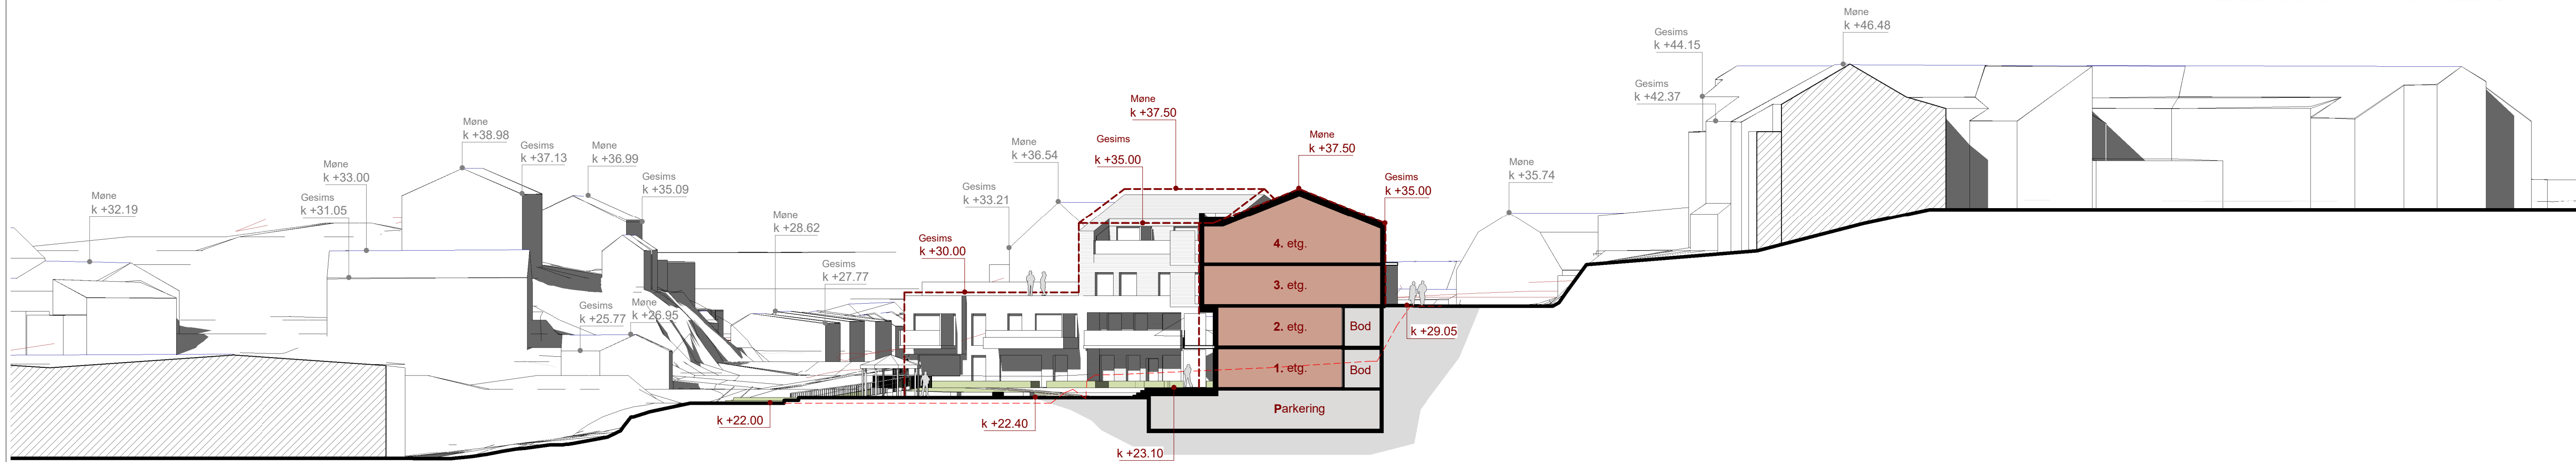 Møne
k +32.19
Gesims
k +31.05
Møne
k +33.00
Møne
k +38.98
Gesims
k +37.13
Møne
k +36.99
Gesims
k +35.09
Gesims
k +25.77
Møne
k +26.95
Møne
k +28.62
Gesims
k +27.77
Gesims
k +30.00
Gesims
k +33.21
Møne
k +36.54
Gesims
k +35.00
Møne
k +37.50
Møne
k +37.50
Gesims
k +35.00
Møne
k +35.74
Gesims
k +44.15
Gesims
k +42.37
Møne
k +46.48
4. etg.
3. etg.
2. etg.
Bod
1. etg.
Bod
Parkering
k +29.05
k +22.00
k +22.40
k +23.10